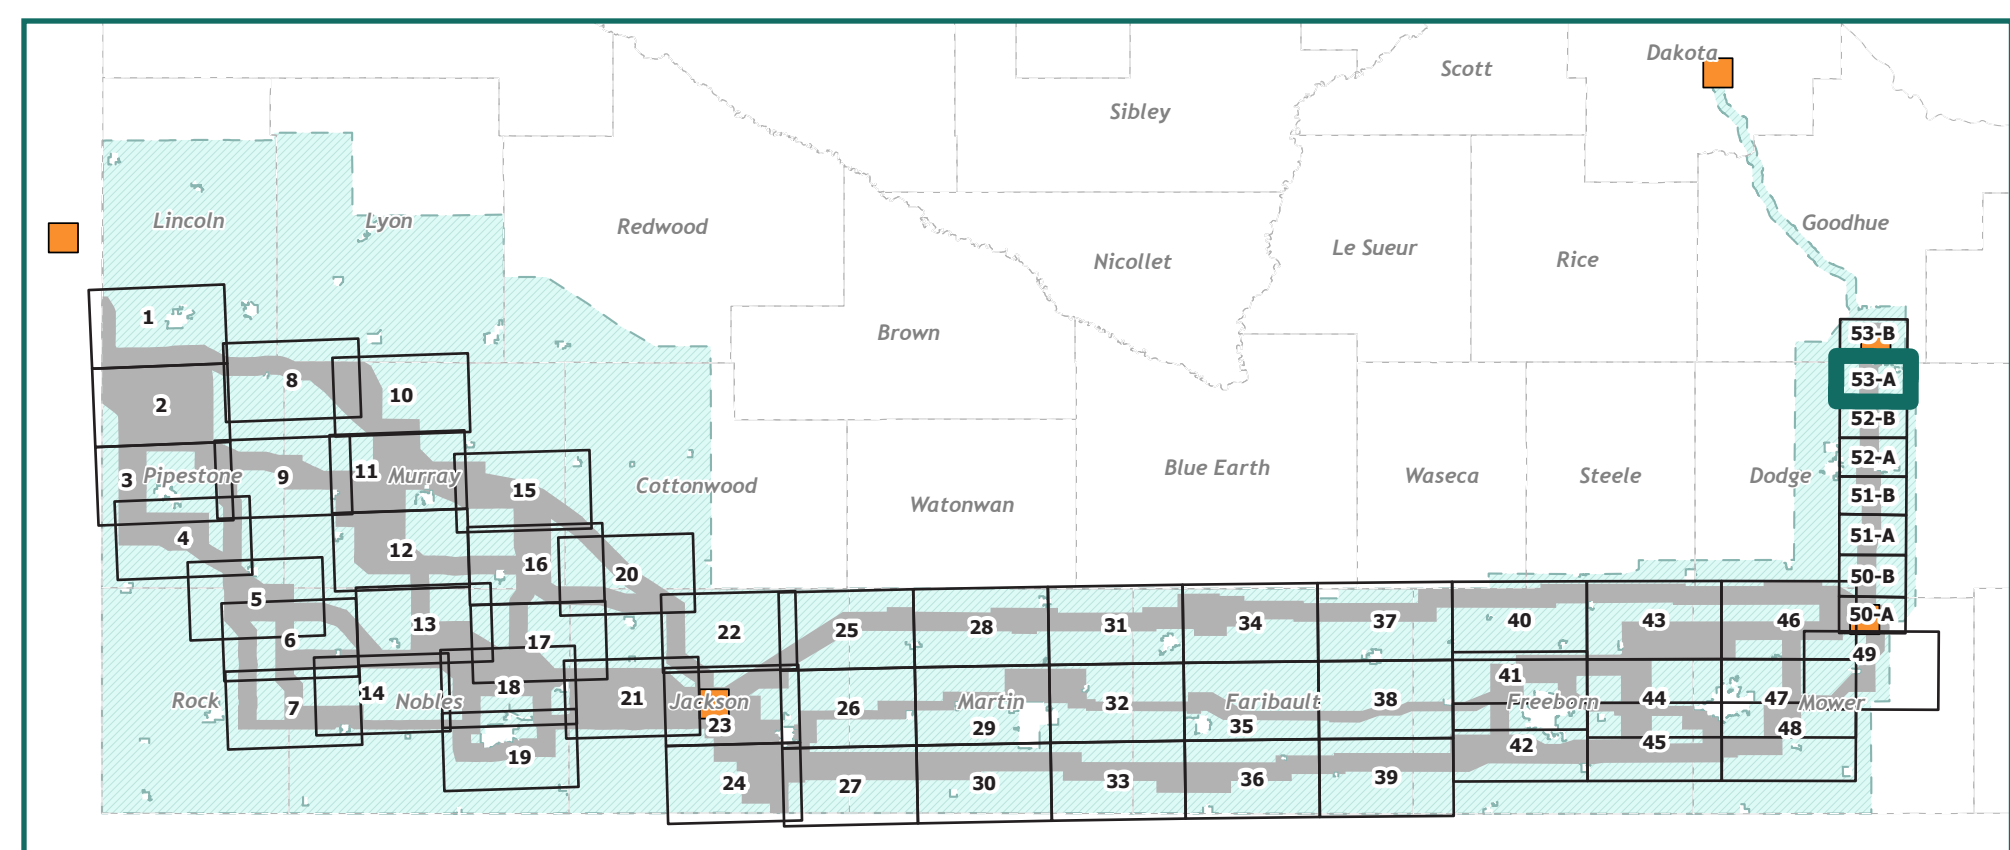 Dakota
Scott
Sibley
Lincoln
Lyon
Redwood
Goodhue
Le Sueur
Rice
Nicollet
1
Brown
53-B
8
53-A
10
2
52-B
52-A
Blue Earth
11
9
Pipestone
Murray
3
Cottonwood
15
Watonwan
Waseca
Steele
Dodge
51-B
4
51-A
12
16
20
50-B
5
50-A
6
13
17
22
25
28
31
34
37
40
43
46
49
41
Rock
7
14
Nobles
18
21
Jackson
23
26
Martin
29
32
Faribault
35
38
Freeborn
44
47
Mower
48
19
42
45
24
27
30
33
36
39